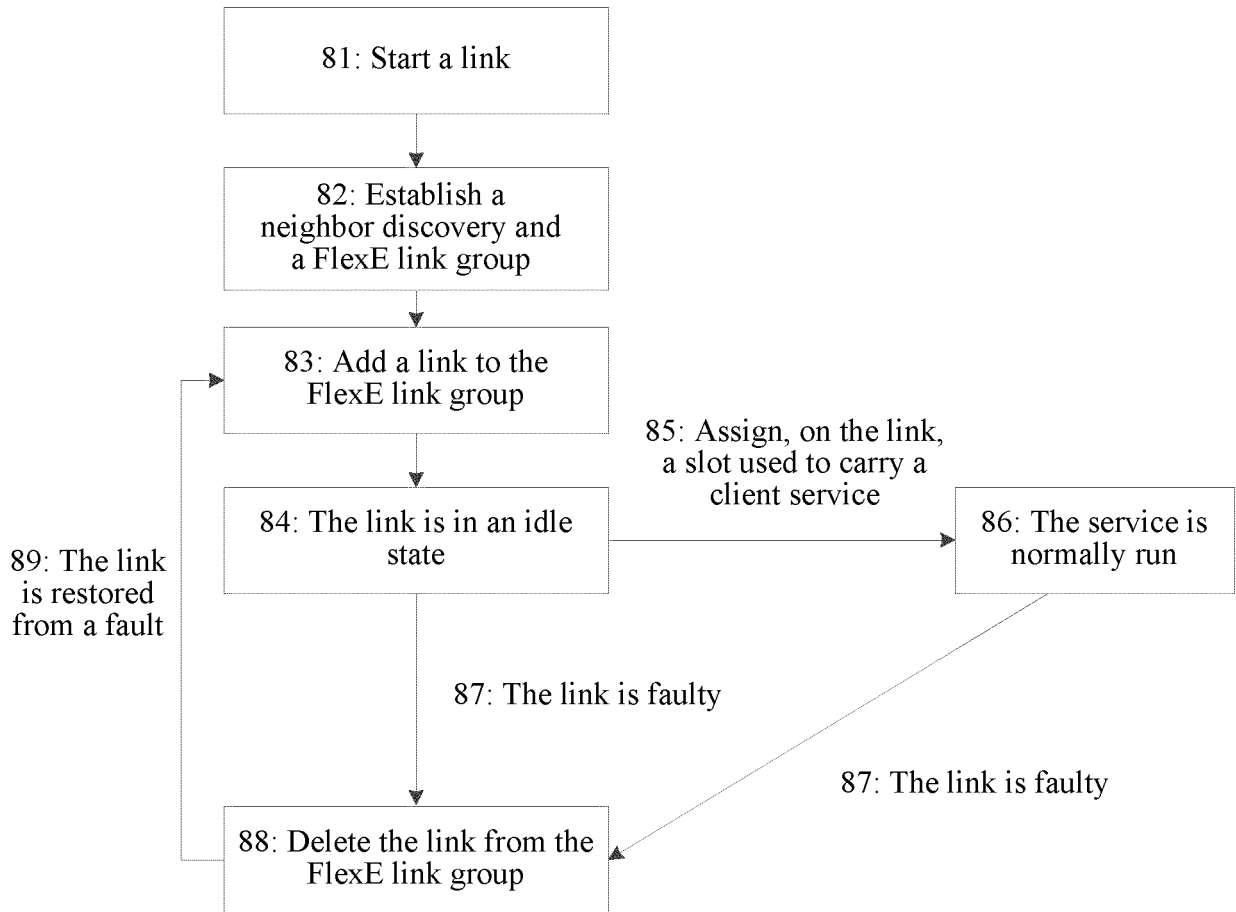 81: Start a link
82: Establish a
neighbor discovery and
a FlexE link group
83: Add a link to the
FlexE link group
85: Assign, on the link,
a slot used to carry a
client service
84: The link is in an idle
state
86: The service is
normally run
89: The link
is restored
from a fault
87: The link is faulty
87: The link is faulty
88: Delete the link from the
FlexE link group